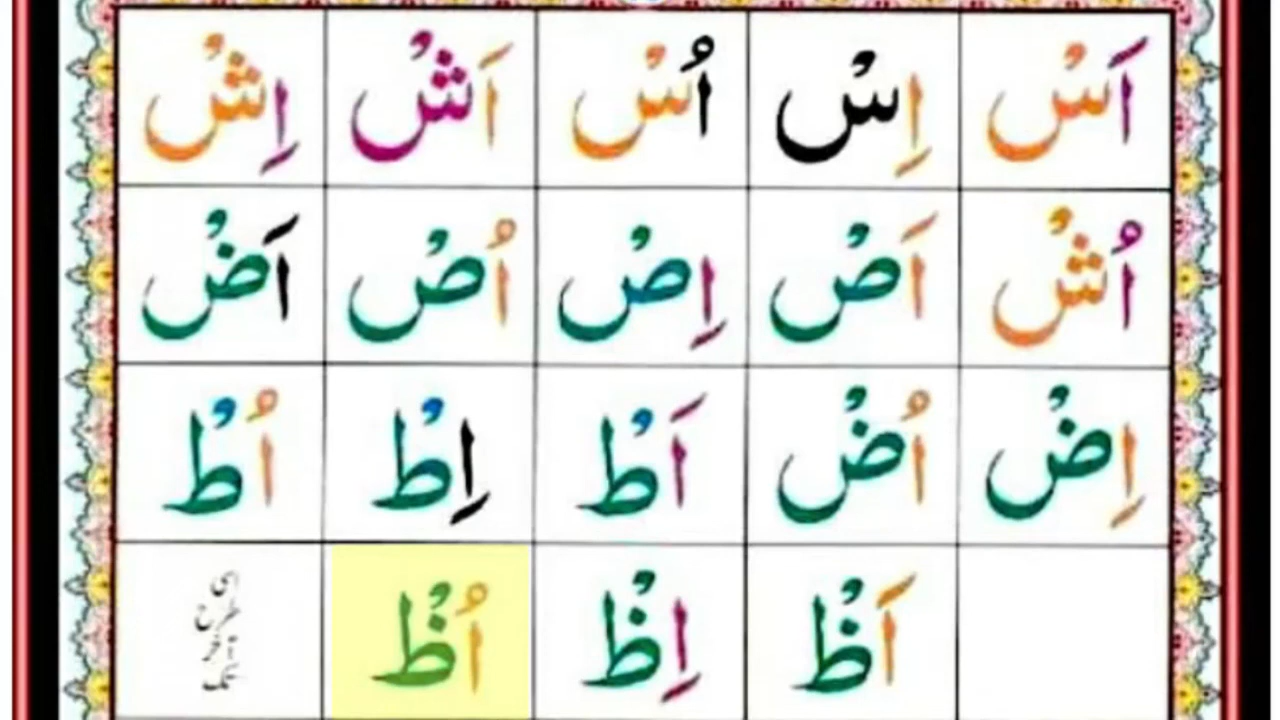 اَسْ اِسْ اُسْ اَشْ اِشْ
اُشْ اَصْ اِصْ اُصْ اَضْ
اِضْ اُضْ اَطْ اِطْ اُطْ
اَظْ اِظْ اُظْ اسی طرح آخر تک